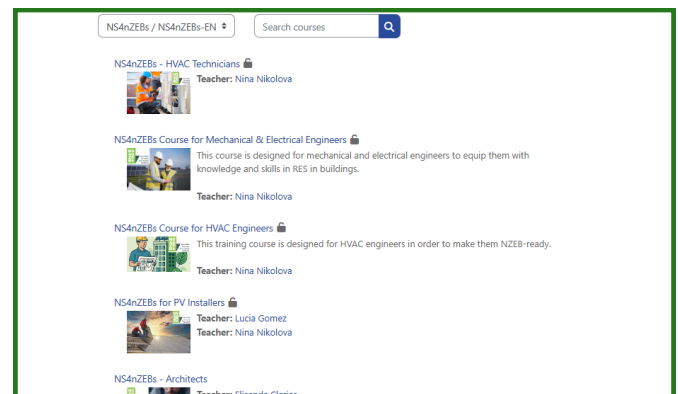 NS4nZEBs / NS4nZEBs-EN
Search courses
NS4nZEBs - HVAC Technicians
Teacher: Nina Nikolova
NS4nZEBs Course for Mechanical & Electrical Engineers
This course is designed for mechanical and electrical engineers to equip them with
knowledge and skills in RES in buildings.
Teacher: Nina Nikolova
NS4nZEBs Course for HVAC Engineers
This training course is designed for HVAC engineers in order to make them NZEB-ready.
Teacher: Nina Nikolova
NS4nZEBs for PV Installers
Teacher: Lucia Gomez
Teacher: Nina Nikolova
NS4nZEBs - Architects